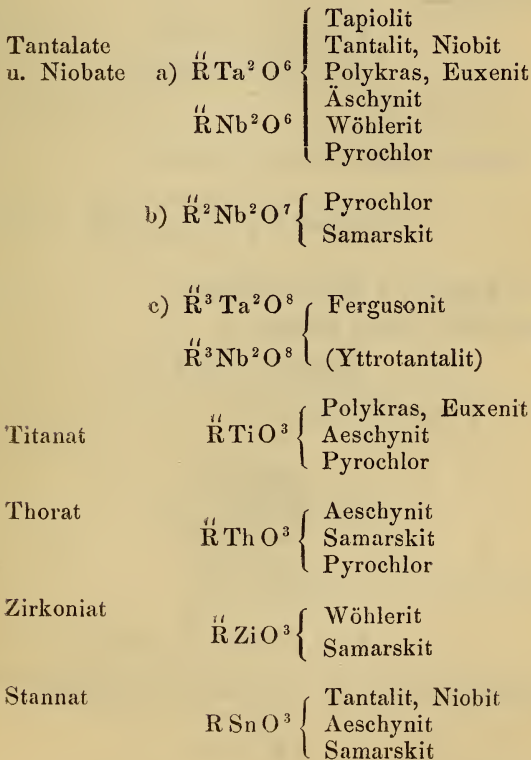 Tapiolit
Tantalate Tantalit, Niobit
u. Niobate a) R̋Ta²O⁶ { Polykras, Euxenit
Äschynit
R̋Nb²O⁶ Wöhlerit
Pyrochlor
b) R̋²Nb²O⁷ { Pyrochlor
Samarskit
c) R̋³Ta²O⁸ { Fergusonit
R̋³Nb²O⁸ (Yttrotantalit)
Polykras, Euxenit
Titanat R̋TiO³ { Aeschynit
Pyrochlor
Thorat Aeschynit
R̋ThO³ { Samarskit
Pyrochlor
Zirkoniat Wöhlerit
R̋ZiO³ { Samarskit
Stannat Tantalit, Niobit
RSnO³ { Aeschynit
Samarskit